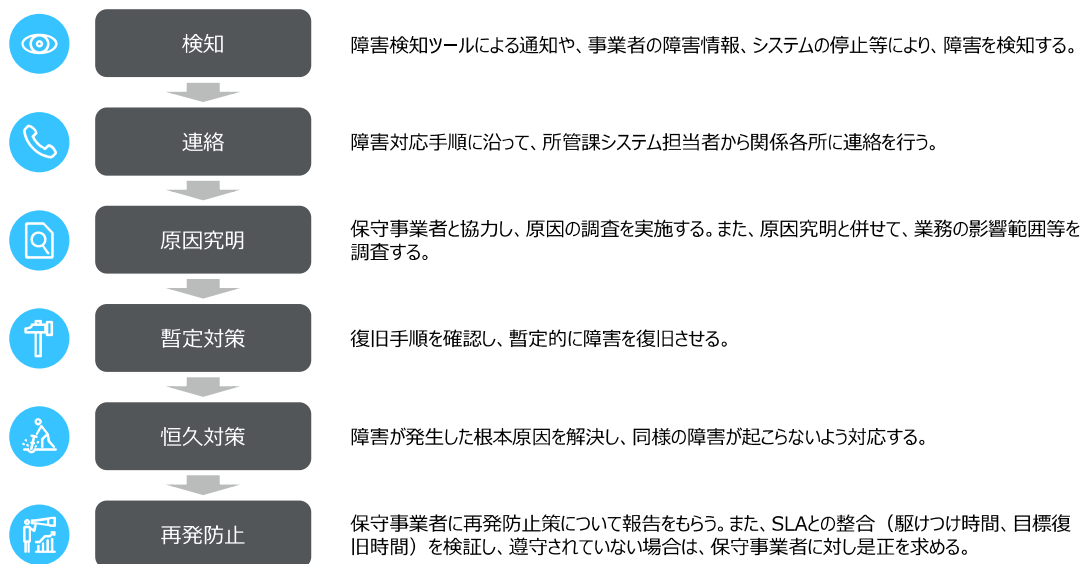 検知
障害検知ツールによる通知や、事業者の障害情報、システムの停止等により、障害を検知する。
連絡
障害対応手順に沿って、所管課システム担当者から関係各所に連絡を行う。
原因究明
保守事業者と協力し、原因の調査を実施する。また、原因究明と併せて、業務の影響範囲等を
調査する。
暫定対策
復旧手順を確認し、暫定的に障害を復旧させる。
恒久対策
障害が発生した根本原因を解決し、同様の障害が起こらないよう対応する。
再発防止
保守事業者に再発防止策について報告をもらう。また、SLAとの整合（駆けつけ時間、目標復
旧時間）を検証し、遵守されていない場合は、保守事業者に対し是正を求める。